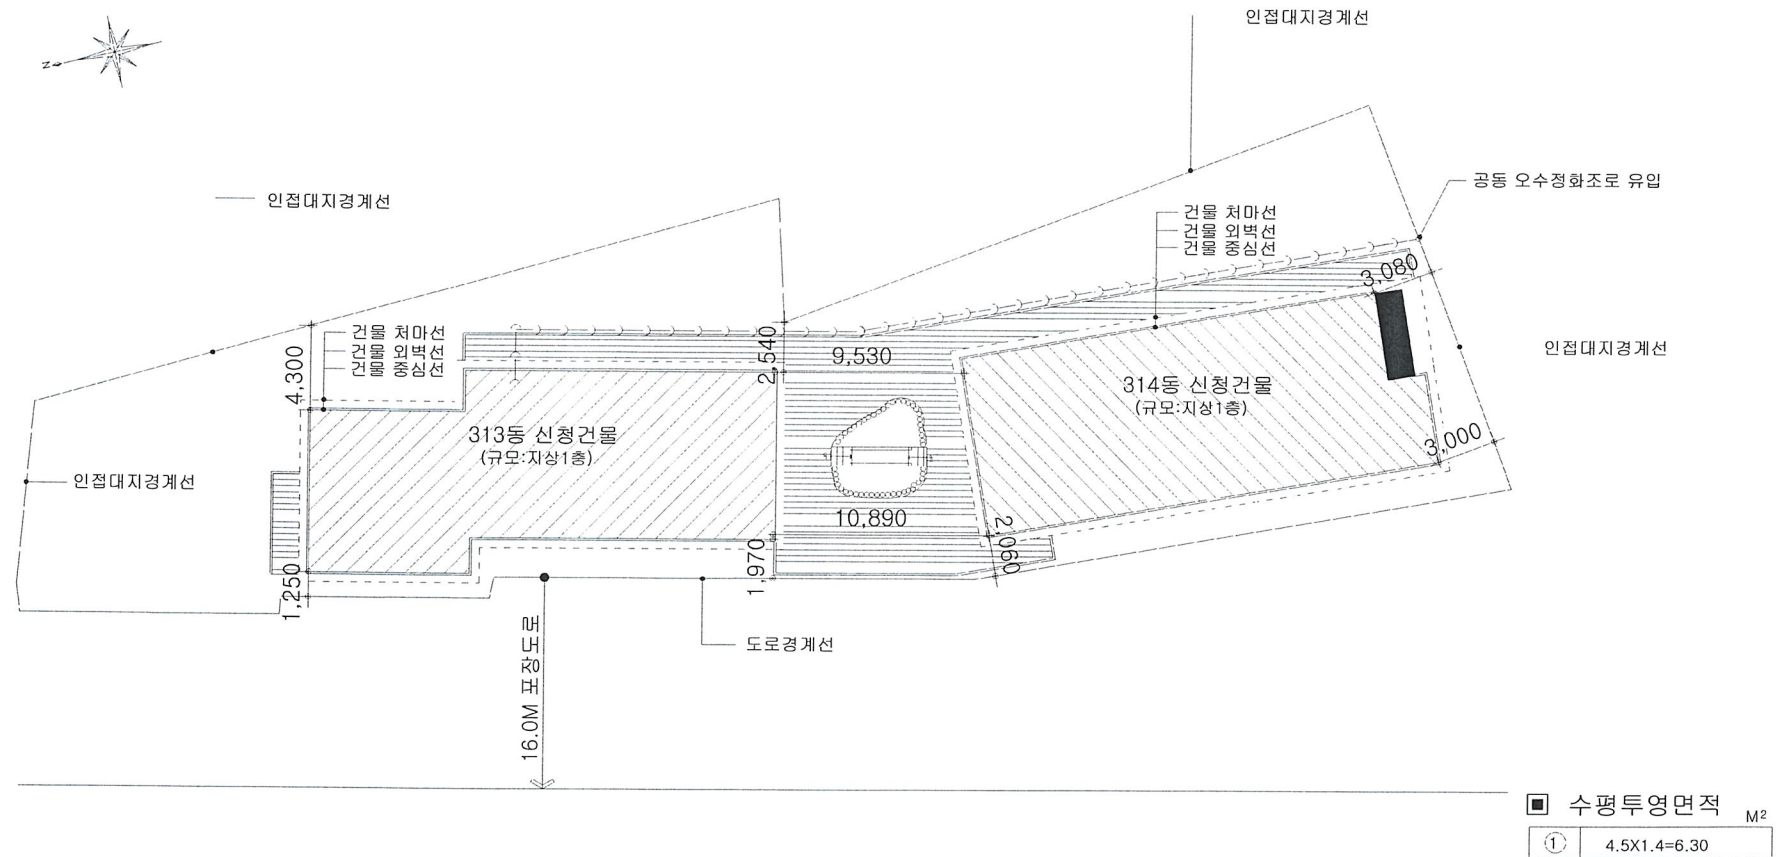 인접대지경계선
N
공동 오수정화조로 유입
인접대지경계선
건물 처마선
건물 외벽선
건물 중심선
3,080
건물 처마선
건물 외벽선
건물 중심선
4,300
2,540
9,530
인접대지경계선
314동 신청건물
(규모:지상1층)
313동 신청건물
(규모:지상1층)
3,000
인접대지경계선
10,890
2,060
1,970
1,250
16.0M 포장도로
도로경계선
수평투영면적
M²
1 4.5X1.4=6.30